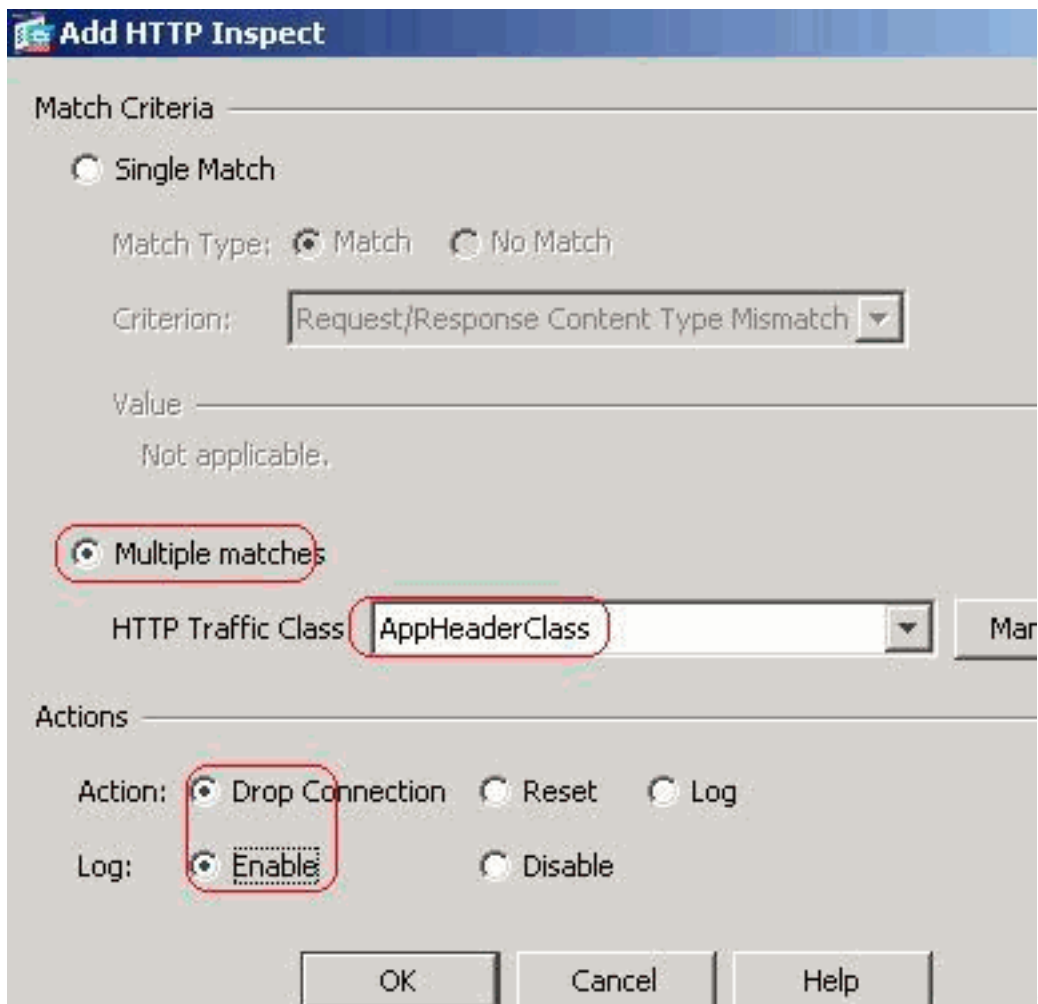 Add HTTP Inspect
Match Criteria
Single Match
Match Type: Match No Match
Criterion: Request/Response Content Type Mismatch
Value
Not applicable.
Multiple matches
HTTP Traffic Class AppHeaderClass
Actions
Action: Drop Connection Reset Log
Log: Enable Disable
OK Cancel Help